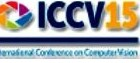 ICCV15
International Conference on Computer Vision